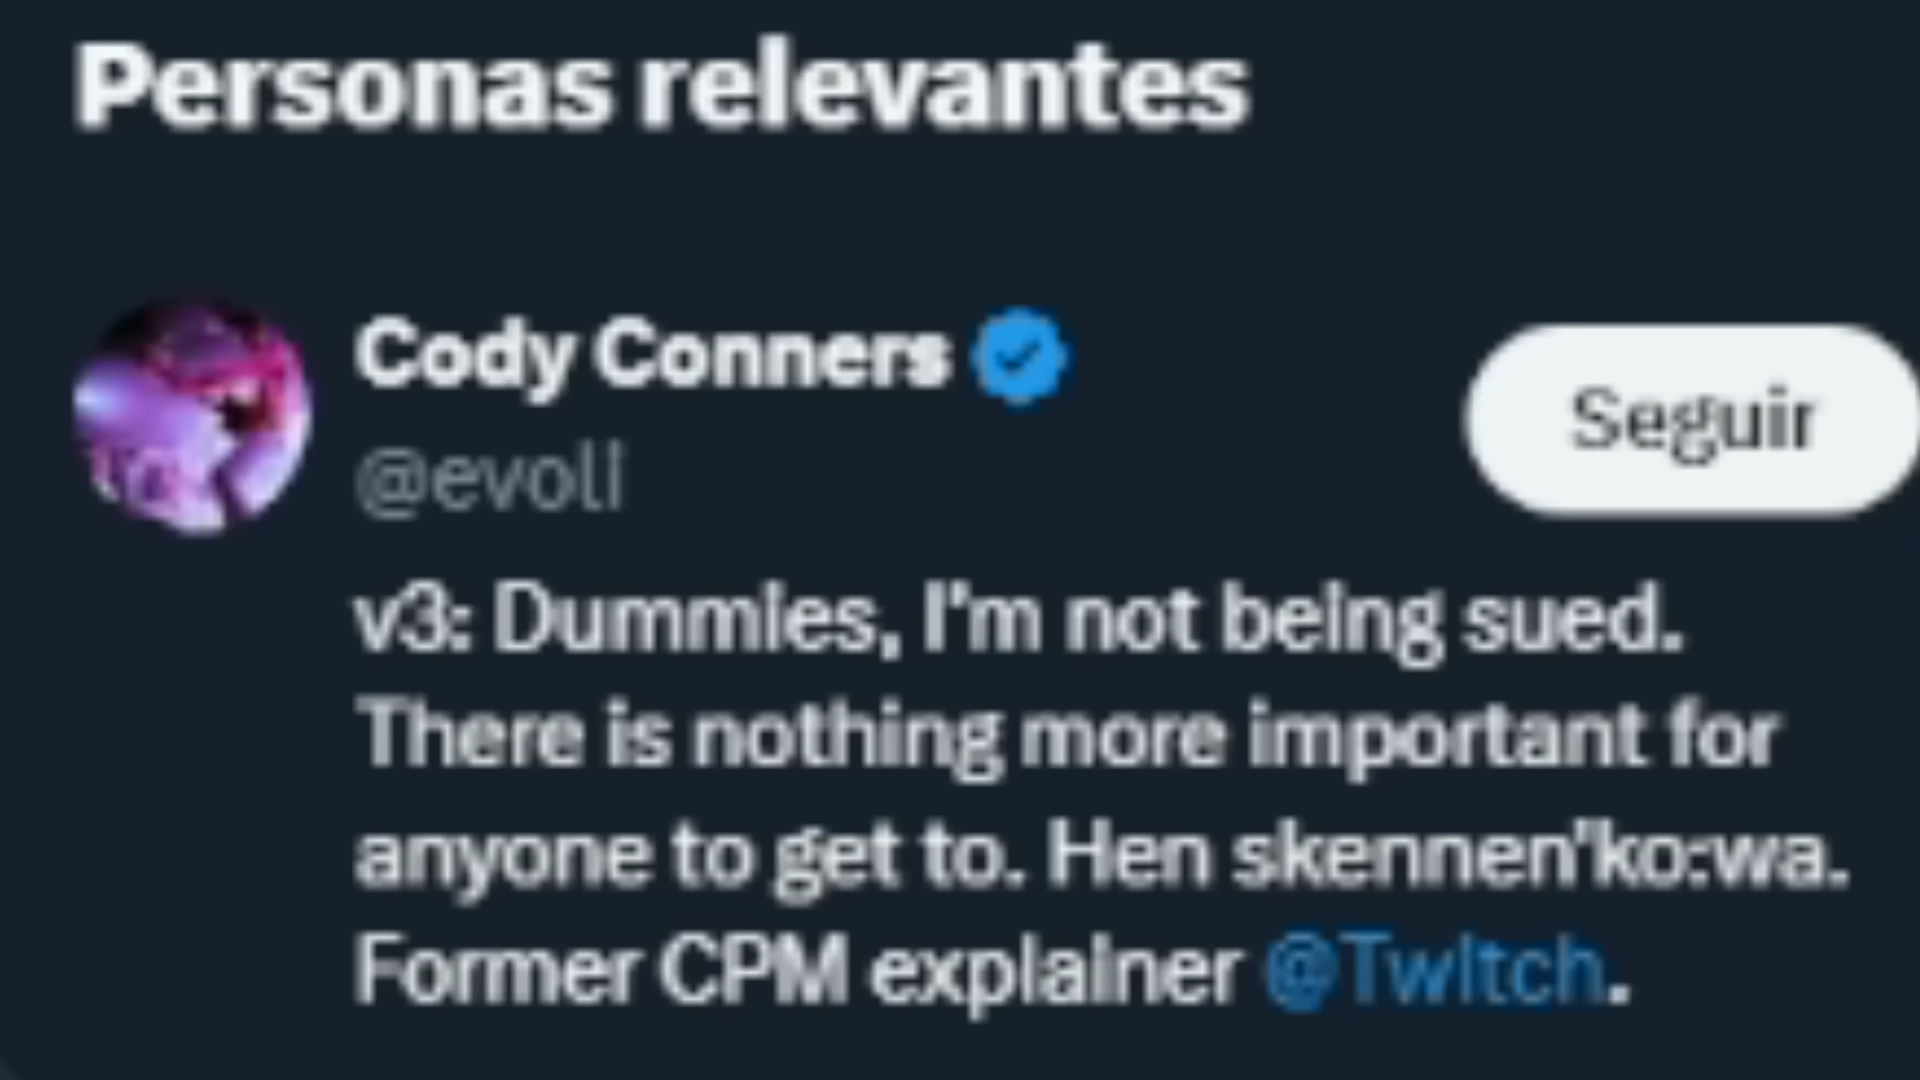 Personas relevantes
Cody Conners
@evoli
Seguir
v3: Dummies, I'm not being sued.
There is nothing more important for
anyone to get to. Hen skennen'ko:wa.
Former CPM explainer @Twitch.